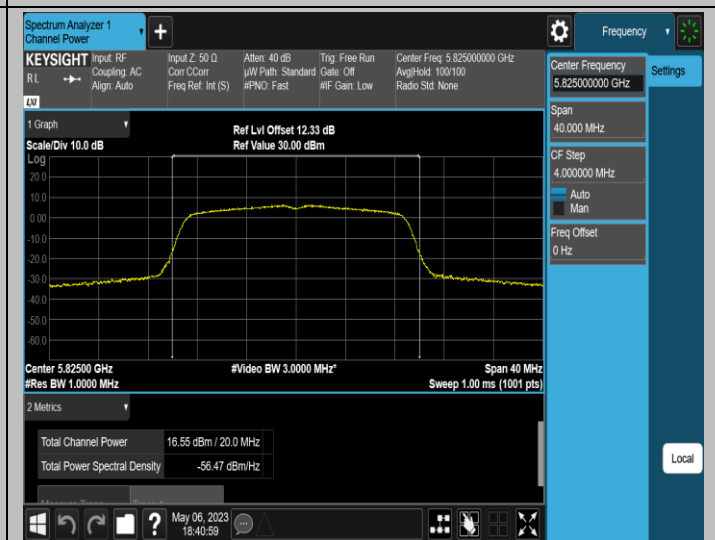 Spectrum Analyzer 1
Channel Power
Frequency
KEYSIGHT
R L
LXI
Input: RF
Coupling: AC
Align: Auto
Input Z: 50 Ω
Corr CCorr
Freq Ref: Int (S)
Atten: 40 dB
µW Path: Standard
#PNO: Fast
Trig: Free Run
Gate: Off
#IF Gain: Low
Center Freq: 5.825000000 GHz
Avg|Hold: 100/100
Radio Std: None
Center Frequency
5.825000000 GHz
Settings
Span
40.000 MHz
CF Step
4.000000 MHz
Auto
Man
Freq Offset
0 Hz
1 Graph
Scale/Div 10.0 dB
Ref Lvl Offset 12.33 dB
Ref Value 30.00 dBm
Log
20.0
10.0
0.00
-10.0
-20.0
-30.0
-40.0
-50.0
-60.0
Center 5.82500 GHz
#Res BW 1.0000 MHz
#Video BW 3.0000 MHz*
Span 40 MHz
Sweep 1.00 ms (1001 pts)
2 Metrics
Total Channel Power 16.55 dBm / 20.0 MHz
Total Power Spectral Density -56.47 dBm/Hz
Local
?
May 06, 2023
18:40:59